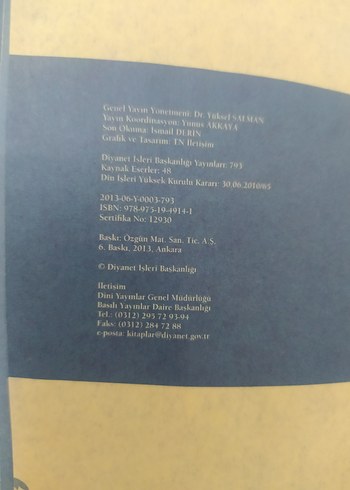 Genel Yayın Yönetmeni: Dr. Yüksel SALMAN
Yayın Koordinasyon: Yunus AKKAYA
Son Okuma: İsmail DERİN
Grafik ve Tasarım: TN İletişim
Diyanet İşleri Başkanlığı Yayınları: 793
Kaynak Eserler: 48
Din İşleri Yüksek Kurulu Kararı: 30.06.2010/65
2013-06-Y-0003-793
ISBN: 978-975-19-4914-1
Sertifika No: 12930
Baskı: Özgün Mat. San. Tic. A.Ş.
6. Baskı, 2013, Ankara
© Diyanet İşleri Başkanlığı
İletişim
Dini Yayınlar Genel Müdürlüğü
Basılı Yayınlar Daire Başkanlığı
Tel.: (0312) 295 72 93-94
Faks: (0312) 284 72 88
e-posta: kitaplar@diyanet.gov.tr